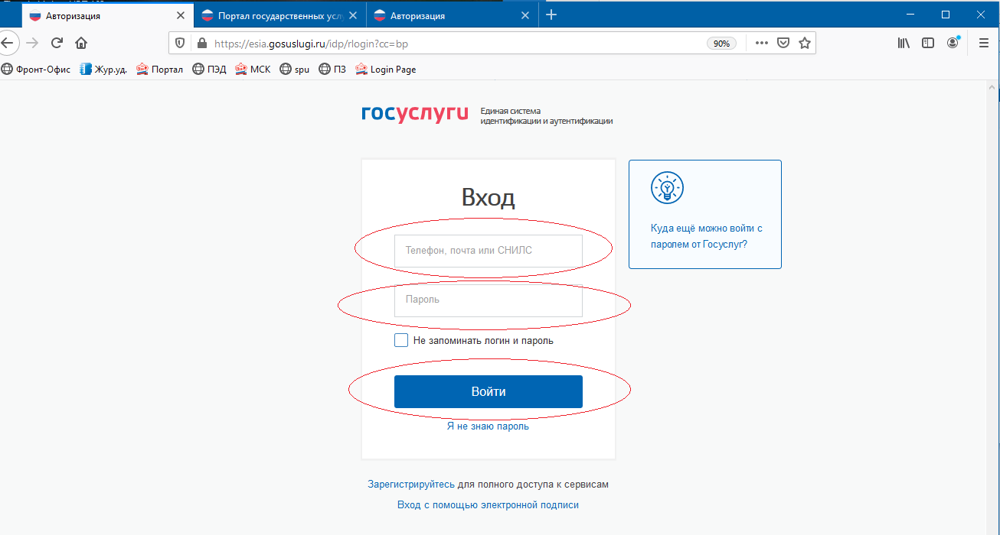 Авторизация
Портал государственных усл
Авторизация
https://esia.gosuslugi.ru/idp/rlogin?cc=bp
90%
Фронт-Офис
Жур.уд.
Портал
ПЭД
МСК
spu
ПЗ
Login Page
госуслуги
Единая система
идентификации и аутентификации
Вход
Телефон, почта или СНИЛС
Пароль
Не запоминать логин и пароль
Войти
Я не знаю пароль
Куда ещё можно войти с
паролем от Госуслуг?
Зарегистрируйтесь для полного доступа к сервисам
Вход с помощью электронной подписи